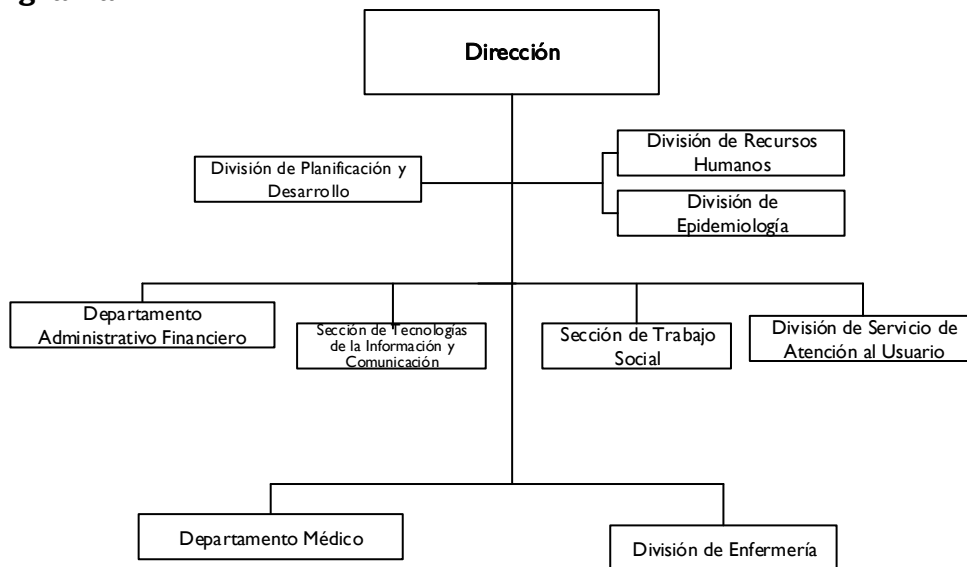 Dirección
División de Planificación y
Desarrollo
División de Recursos
Humanos
División de
Epidemiología
Departamento
Administrativo Financiero
Sección de Tecnologías
de la Información y
Comunicación
Sección de Trabajo
Social
División de Servicio de
Atención al Usuario
Departamento Médico
División de Enfermería